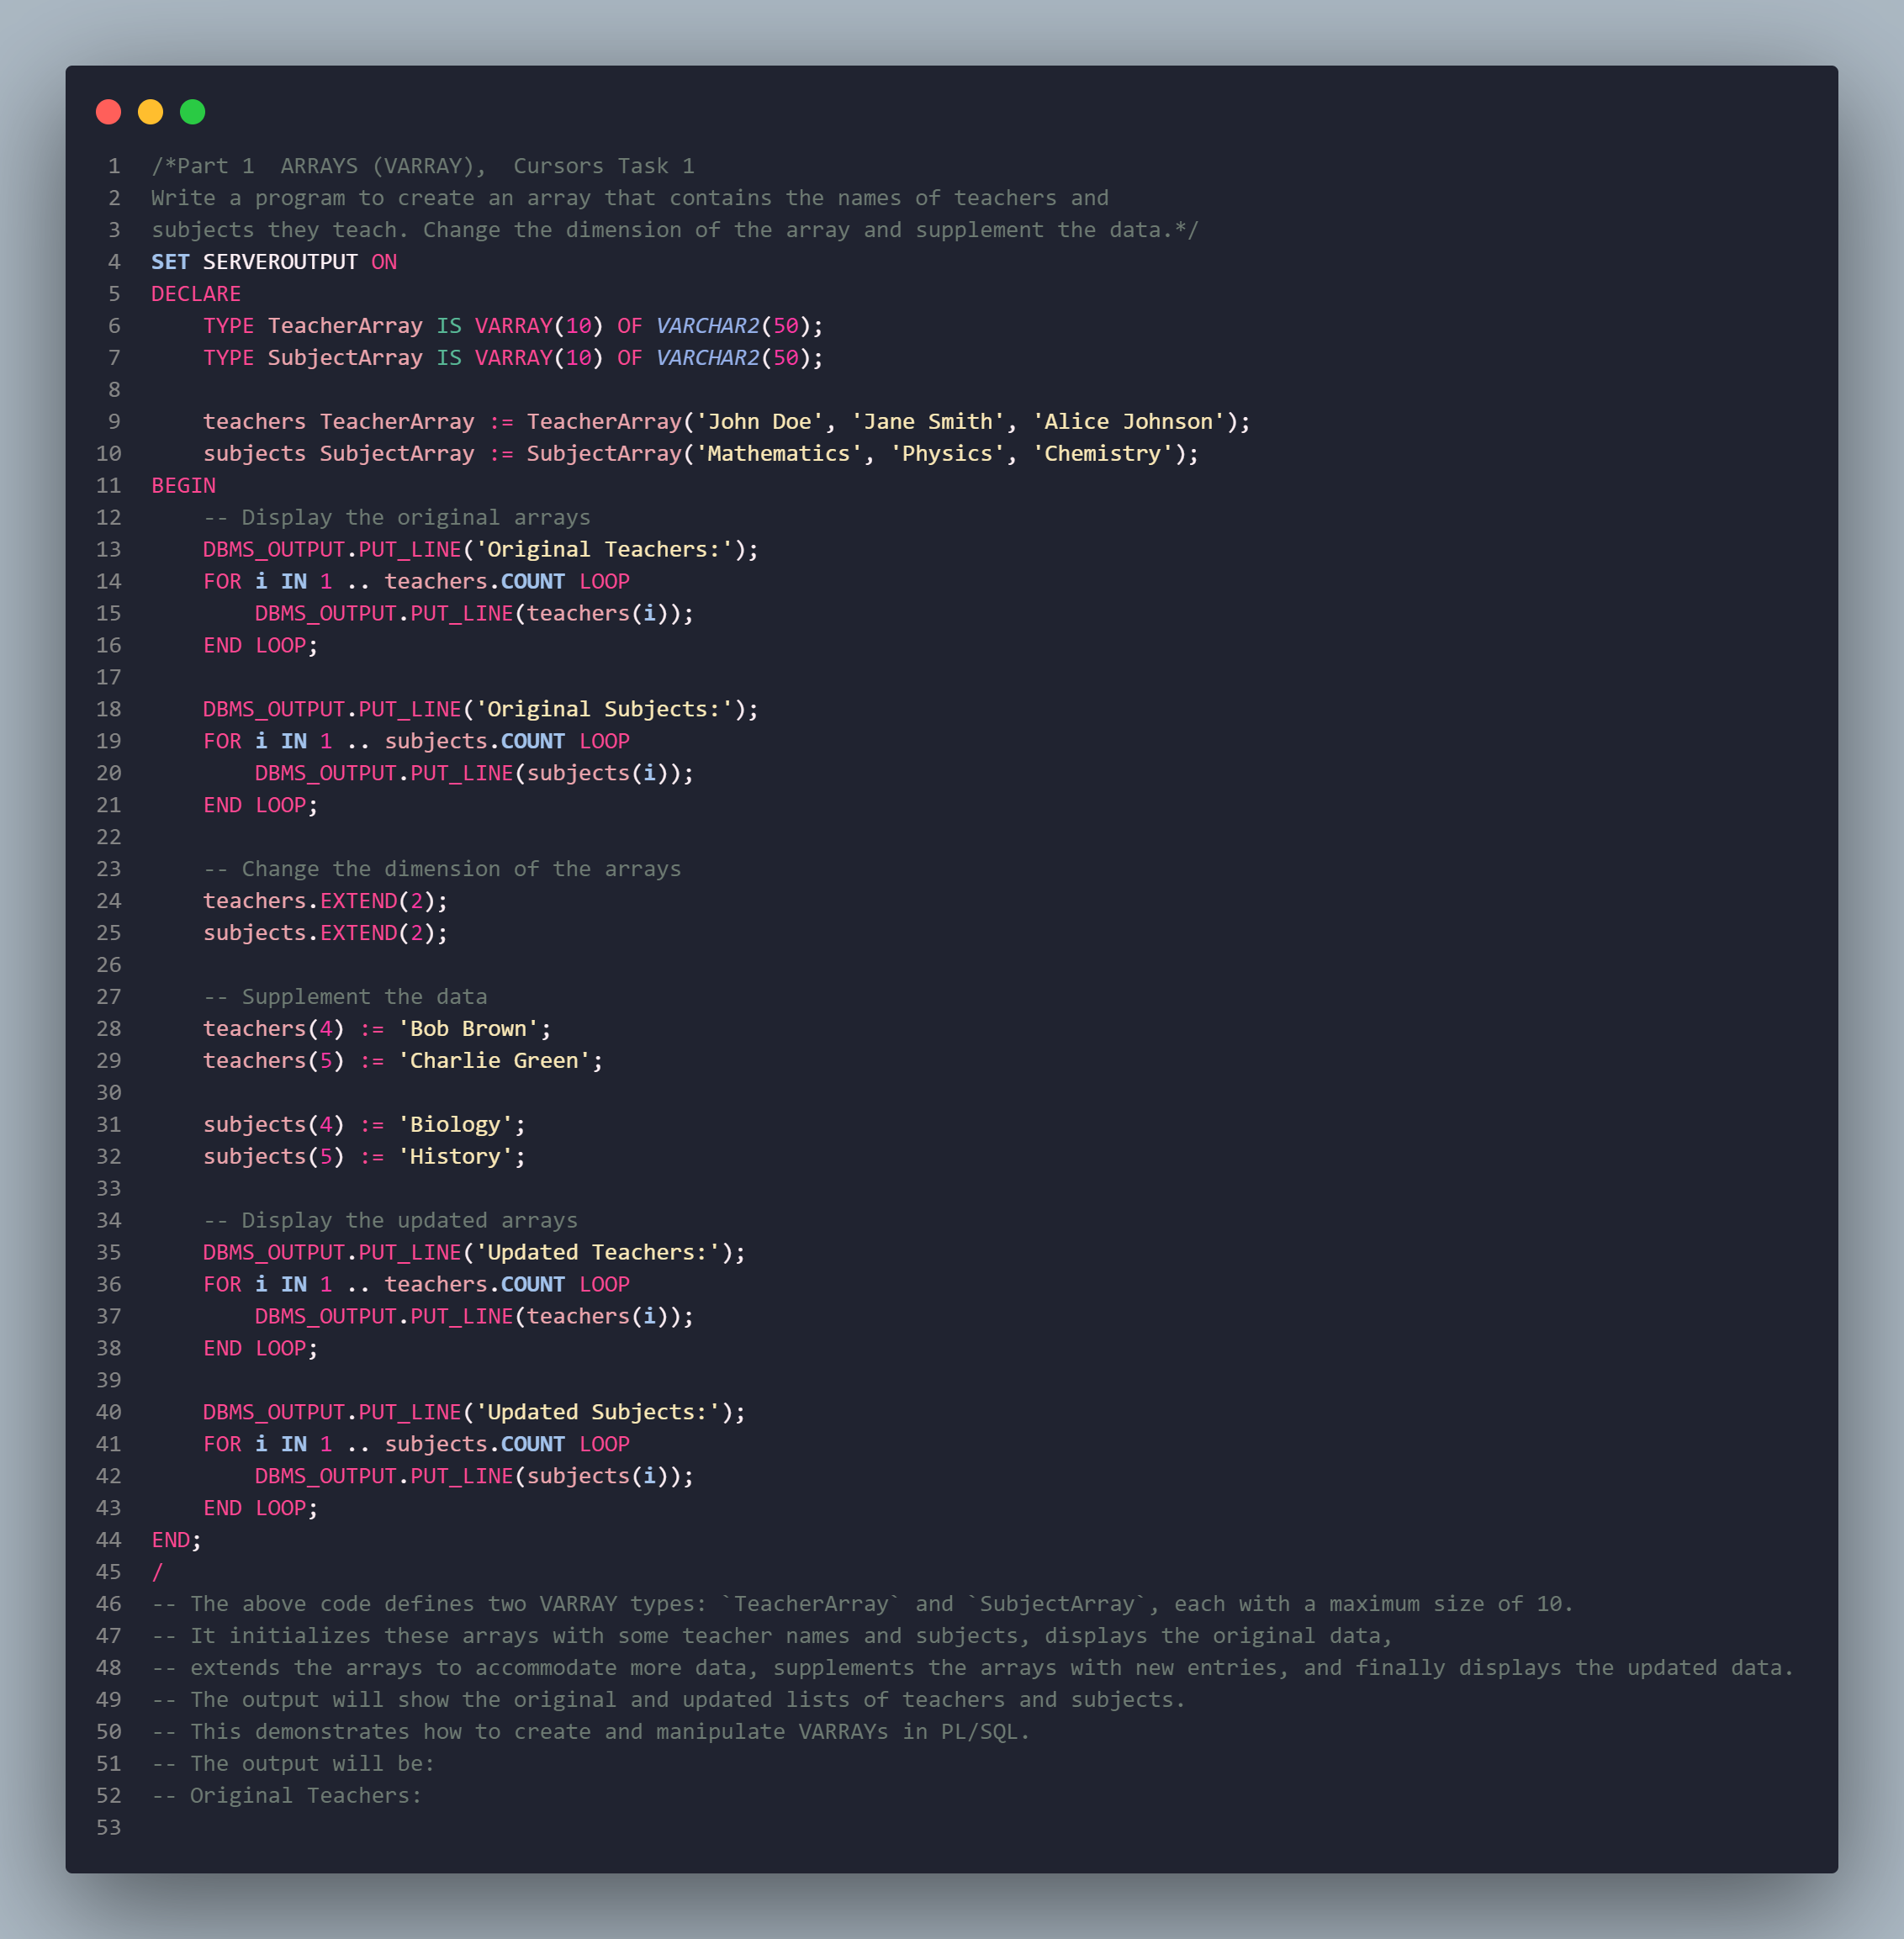 1 /*Part 1  ARRAYS (VARRAY),  Cursors Task 1
2 Write a program to create an array that contains the names of teachers and
3 subjects they teach. Change the dimension of the array and supplement the data.*/
4 SET SERVEROUTPUT ON
5 DECLARE
6     TYPE TeacherArray IS VARRAY(10) OF VARCHAR2(50);
7     TYPE SubjectArray IS VARRAY(10) OF VARCHAR2(50);
8
9     teachers TeacherArray := TeacherArray('John Doe', 'Jane Smith', 'Alice Johnson');
10     subjects SubjectArray := SubjectArray('Mathematics', 'Physics', 'Chemistry');
11 BEGIN
12     -- Display the original arrays
13     DBMS_OUTPUT.PUT_LINE('Original Teachers:');
14     FOR i IN 1 .. teachers.COUNT LOOP
15         DBMS_OUTPUT.PUT_LINE(teachers(i));
16     END LOOP;
17
18     DBMS_OUTPUT.PUT_LINE('Original Subjects:');
19     FOR i IN 1 .. subjects.COUNT LOOP
20         DBMS_OUTPUT.PUT_LINE(subjects(i));
21     END LOOP;
22
23     -- Change the dimension of the arrays
24     teachers.EXTEND(2);
25     subjects.EXTEND(2);
26
27     -- Supplement the data
28     teachers(4) := 'Bob Brown';
29     teachers(5) := 'Charlie Green';
30
31     subjects(4) := 'Biology';
32     subjects(5) := 'History';
33
34     -- Display the updated arrays
35     DBMS_OUTPUT.PUT_LINE('Updated Teachers:');
36     FOR i IN 1 .. teachers.COUNT LOOP
37         DBMS_OUTPUT.PUT_LINE(teachers(i));
38     END LOOP;
39
40     DBMS_OUTPUT.PUT_LINE('Updated Subjects:');
41     FOR i IN 1 .. subjects.COUNT LOOP
42         DBMS_OUTPUT.PUT_LINE(subjects(i));
43     END LOOP;
44 END;
45 /
46 -- The above code defines two VARRAY types: `TeacherArray` and `SubjectArray`, each with a maximum size of 10.
47 -- It initializes these arrays with some teacher names and subjects, displays the original data,
48 -- extends the arrays to accommodate more data, supplements the arrays with new entries, and finally displays the updated data.
49 -- The output will show the original and updated lists of teachers and subjects.
50 -- This demonstrates how to create and manipulate VARRAYs in PL/SQL.
51 -- The output will be:
52 -- Original Teachers:
53